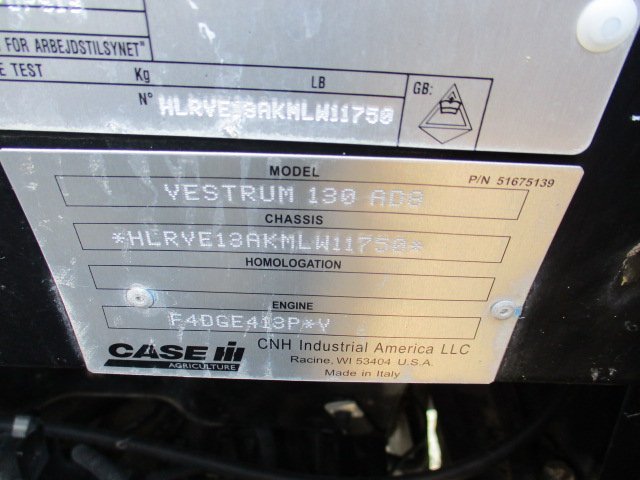 FOR ARBEJDSTILSYNET"
TEST Kg LB GB:
N° HLRVE13AKMLW11750
MODEL P/N 51675139
VESTRUM 130 AD8
CHASSIS
*HLRVE13AKMLW11750*
HOMOLOGATION
ENGINE
F4DGE413P*V
CASE IH
AGRICULTURE
CNH Industrial America LLC
Racine, WI 53404 U.S.A.
Made in Italy